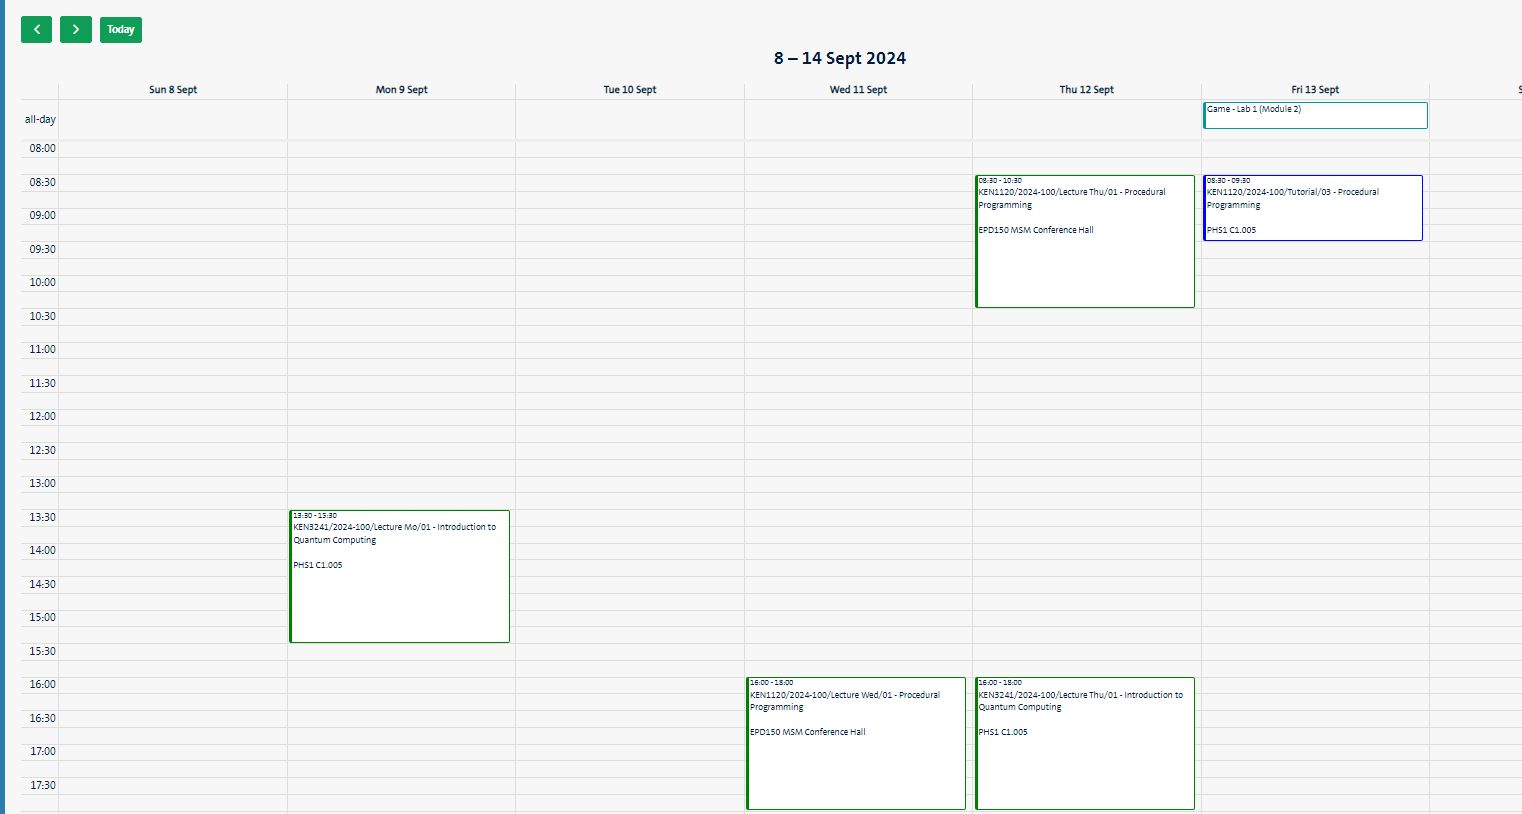 Today
8 – 14 Sept 2024
Sun 8 Sept
Mon 9 Sept
Tue 10 Sept
Wed 11 Sept
Thu 12 Sept
Fri 13 Sept
S
all-day
Game - Lab 1 (Module 2)
08:00
08:30
09:00
09:30
10:00
10:30
11:00
11:30
12:00
12:30
13:00
13:30
14:00
14:30
15:00
15:30
16:00
16:30
17:00
17:30
13:30 - 15:30
KEN3241/2024-100/Lecture Mo/01 - Introduction to
Quantum Computing
PHS1 C1.005
16:00 - 18:00
KEN1120/2024-100/Lecture Wed/01 - Procedural
Programming
EPD150 MSM Conference Hall
08:30 - 10:30
KEN1120/2024-100/Lecture Thu/01 - Procedural
Programming
EPD150 MSM Conference Hall
16:00 - 18:00
KEN3241/2024-100/Lecture Thu/01 - Introduction to
Quantum Computing
PHS1 C1.005
08:30 - 09:30
KEN1120/2024-100/Tutorial/03 - Procedural
Programming
PHS1 C1.005